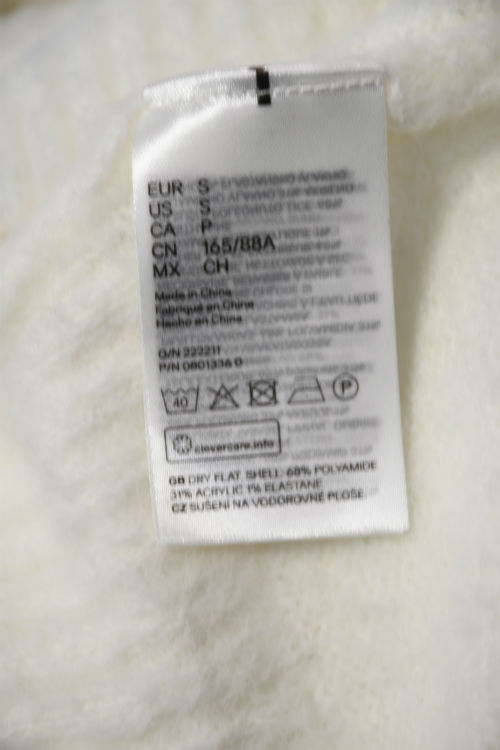 EUR S
US S
CA P
CN 165/88A
MX CH
Made in China
Fabriqué en Chine
Hecho en China
O/N 222211
P/N 0801336 0
40
P
clevercare.info
GB DRY FLAT. SHELL: 68% POLYAMIDE
31% ACRYLIC 1% ELASTANE
CZ SUŠENÍ NA VODOROVNÉ PLOŠE.